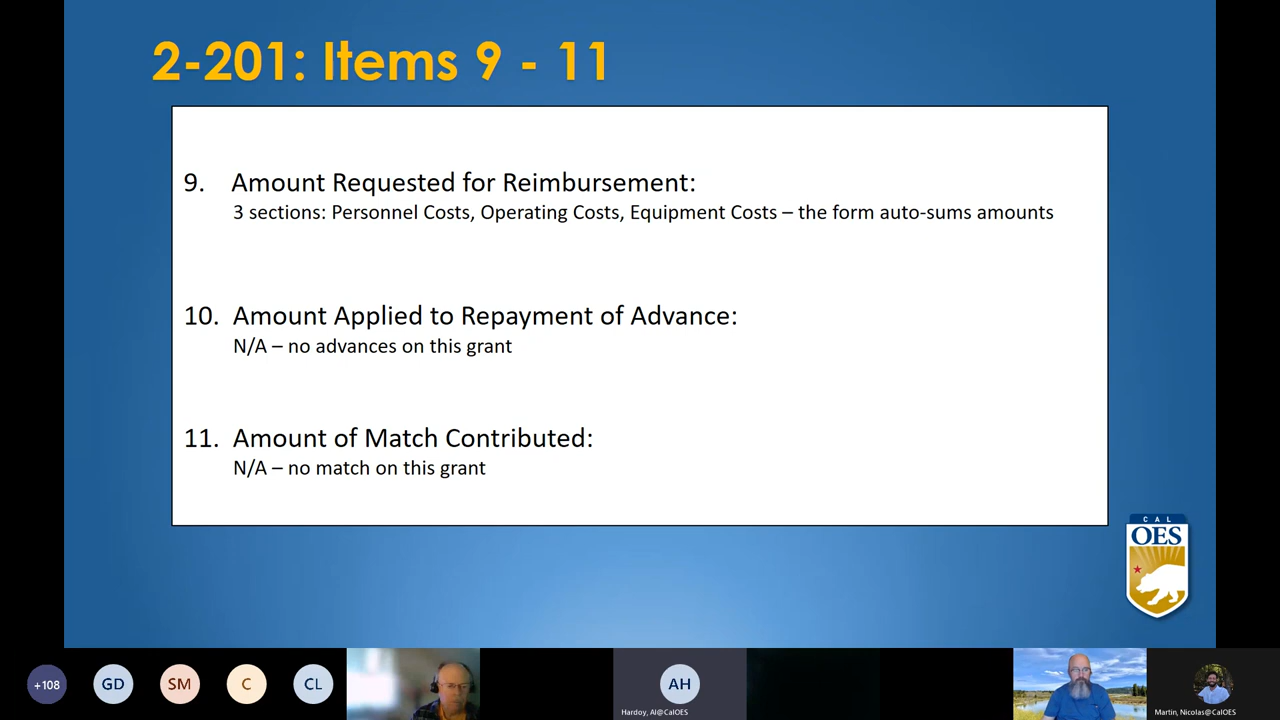 2-201: Items 9 - 11
9. Amount Requested for Reimbursement:
3 sections: Personnel Costs, Operating Costs, Equipment Costs – the form auto-sums amounts
10. Amount Applied to Repayment of Advance:
N/A – no advances on this grant
11. Amount of Match Contributed:
N/A – no match on this grant
CAL
OES
+108
GD
SM
C
CL
AH
Hardoy, Al@CalOES
Martin, Nicolas@CalOES